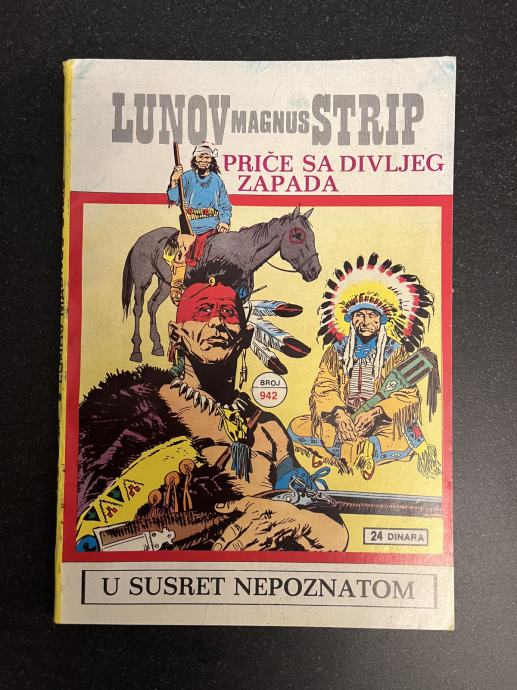 LUNOV MAGNUS STRIP
PRIČE SA DIVLJEG
ZAPADA
BROJ
942
24 DINARA
U SUSRET NEPOZNATOM